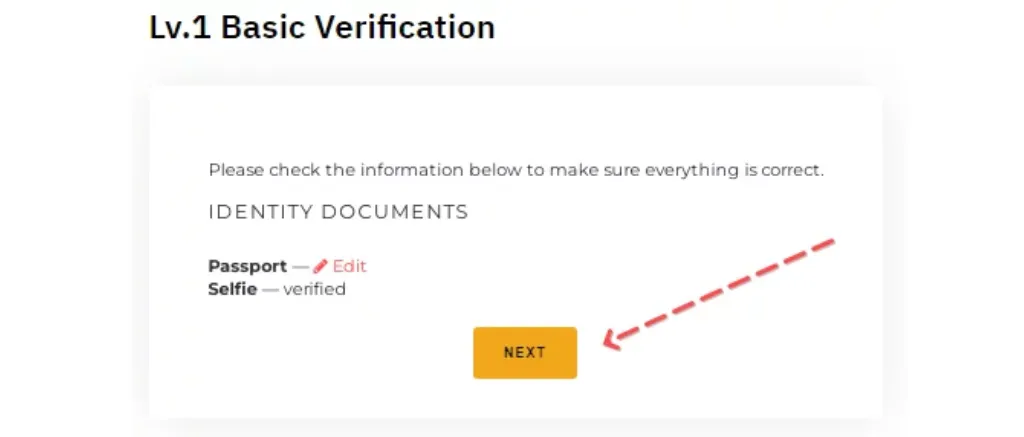 Lv.1 Basic Verification
Please check the information below to make sure everything is correct.
IDENTITY DOCUMENTS
Passport — Edit
Selfie — verified
NEXT